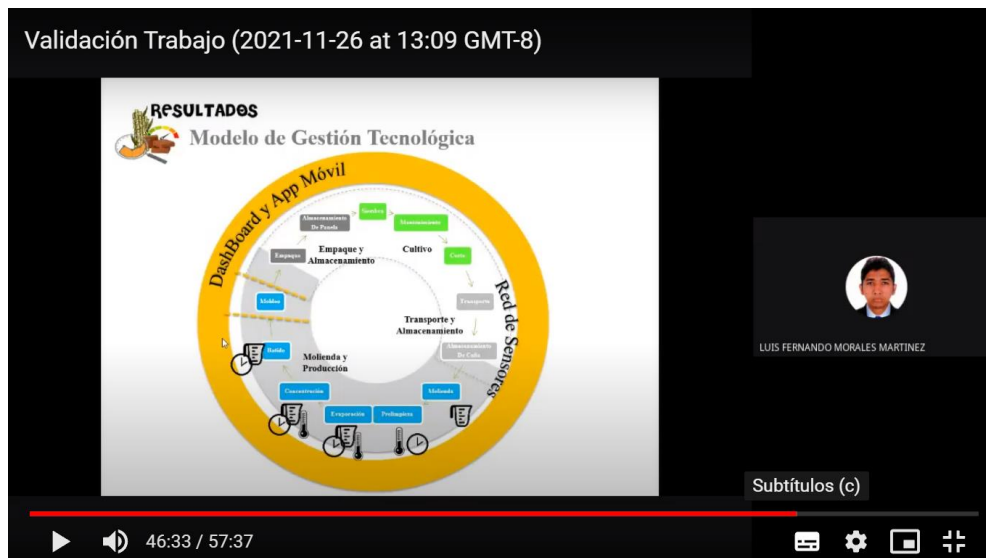 Validación Trabajo (2021-11-26 at 13:09 GMT-8)
RESULTADOS
Modelo de Gestión Tecnológica
DashBoard y App Móvil
Red de Sensores
Siembra
Mantenimiento
Corte
Cultivo
Transporte
Almacenamiento
De Caña
Transporte y
Almacenamiento
Molienda
Prelimpieza
Evaporación
Concentración
Batido
Moldeo
Molienda y
Producción
Empaque
Almacenamiento
De Panela
Empaque y
Almacenamiento
LUIS FERNANDO MORALES MARTINEZ
Subtítulos (c)
46:33 / 57:37